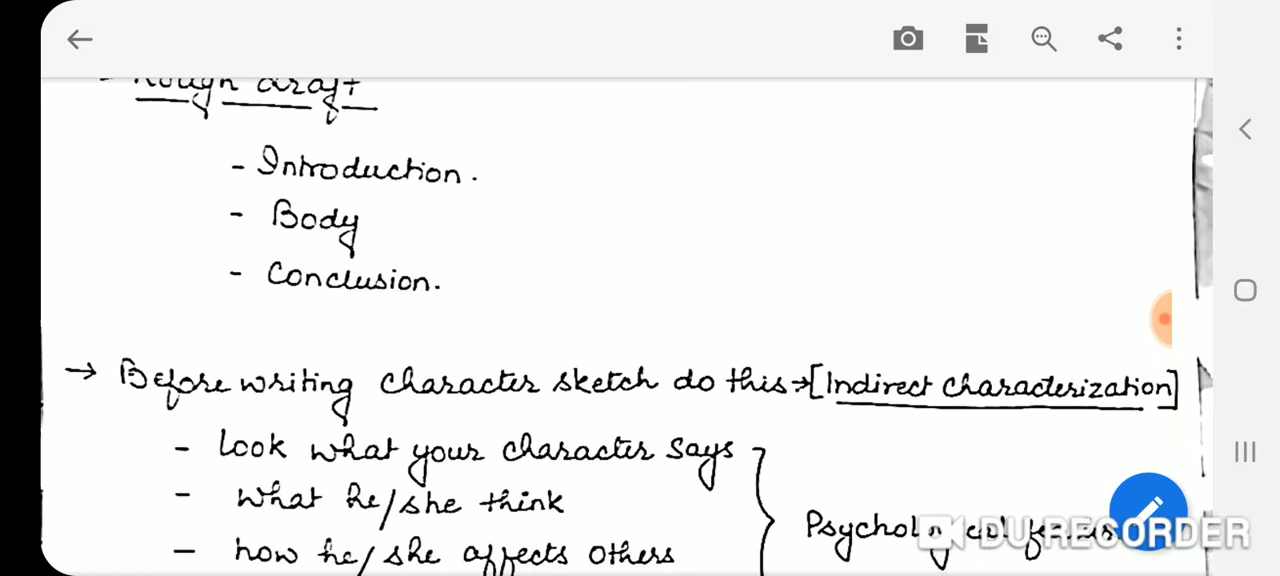 - Rough draft
- Introduction.
- Body
- Conclusion.
→ Before writing character sketch do this → [Indirect characterization]
- look what your character says
- what he/she think
- how he/she affects others
Psychological
DU RECORDER